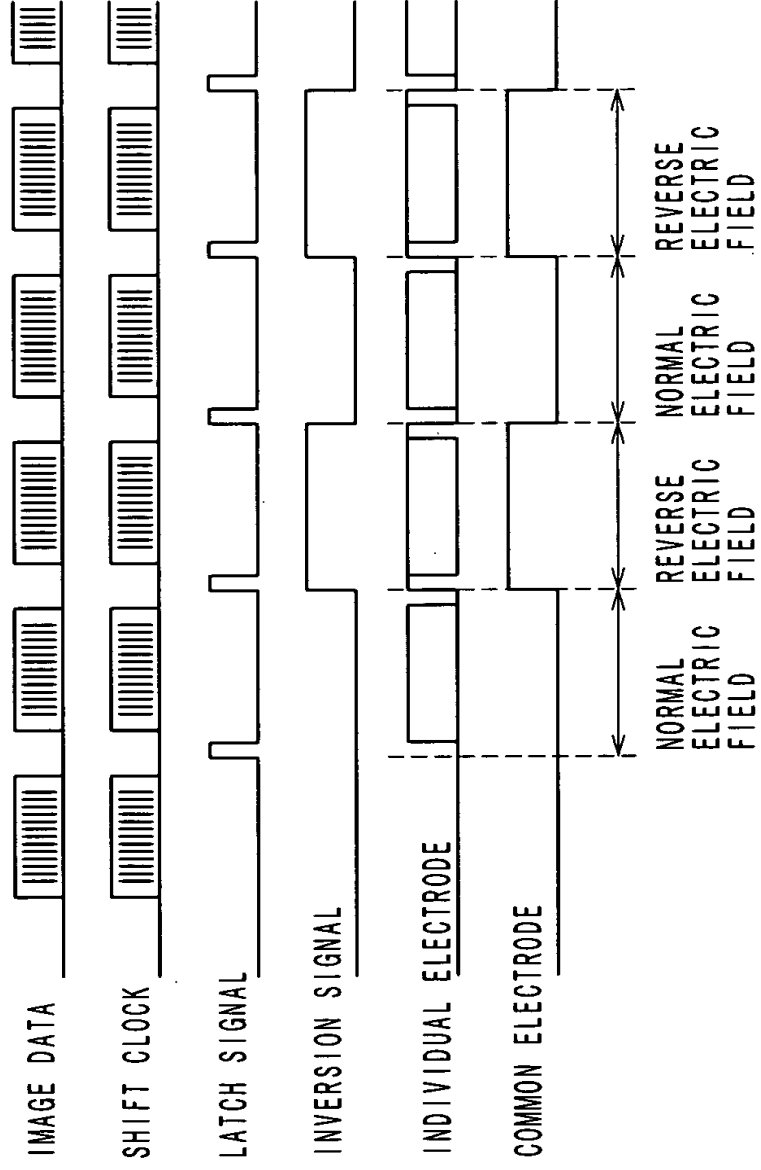 IMAGE DATA
SHIFT CLOCK
LATCH SIGNAL
INVERSION SIGNAL
INDIVIDUAL ELECTRODE
COMMON ELECTRODE
NORMAL
ELECTRIC
FIELD
REVERSE
ELECTRIC
FIELD
NORMAL
ELECTRIC
FIELD
REVERSE
ELECTRIC
FIELD